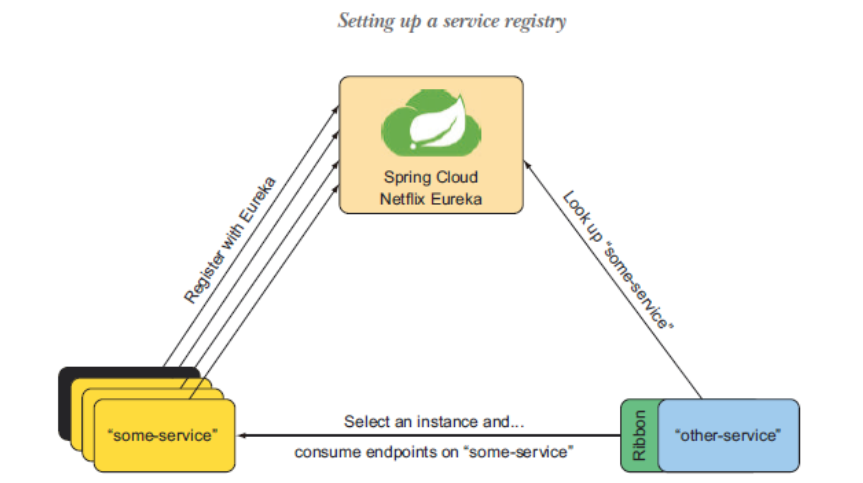 Setting up a service registry
Spring Cloud
Netflix Eureka
Register with Eureka
Look up “some-service”
“some-service”
Select an instance and...
consume endpoints on “some-service”
Ribbon
“other-service”